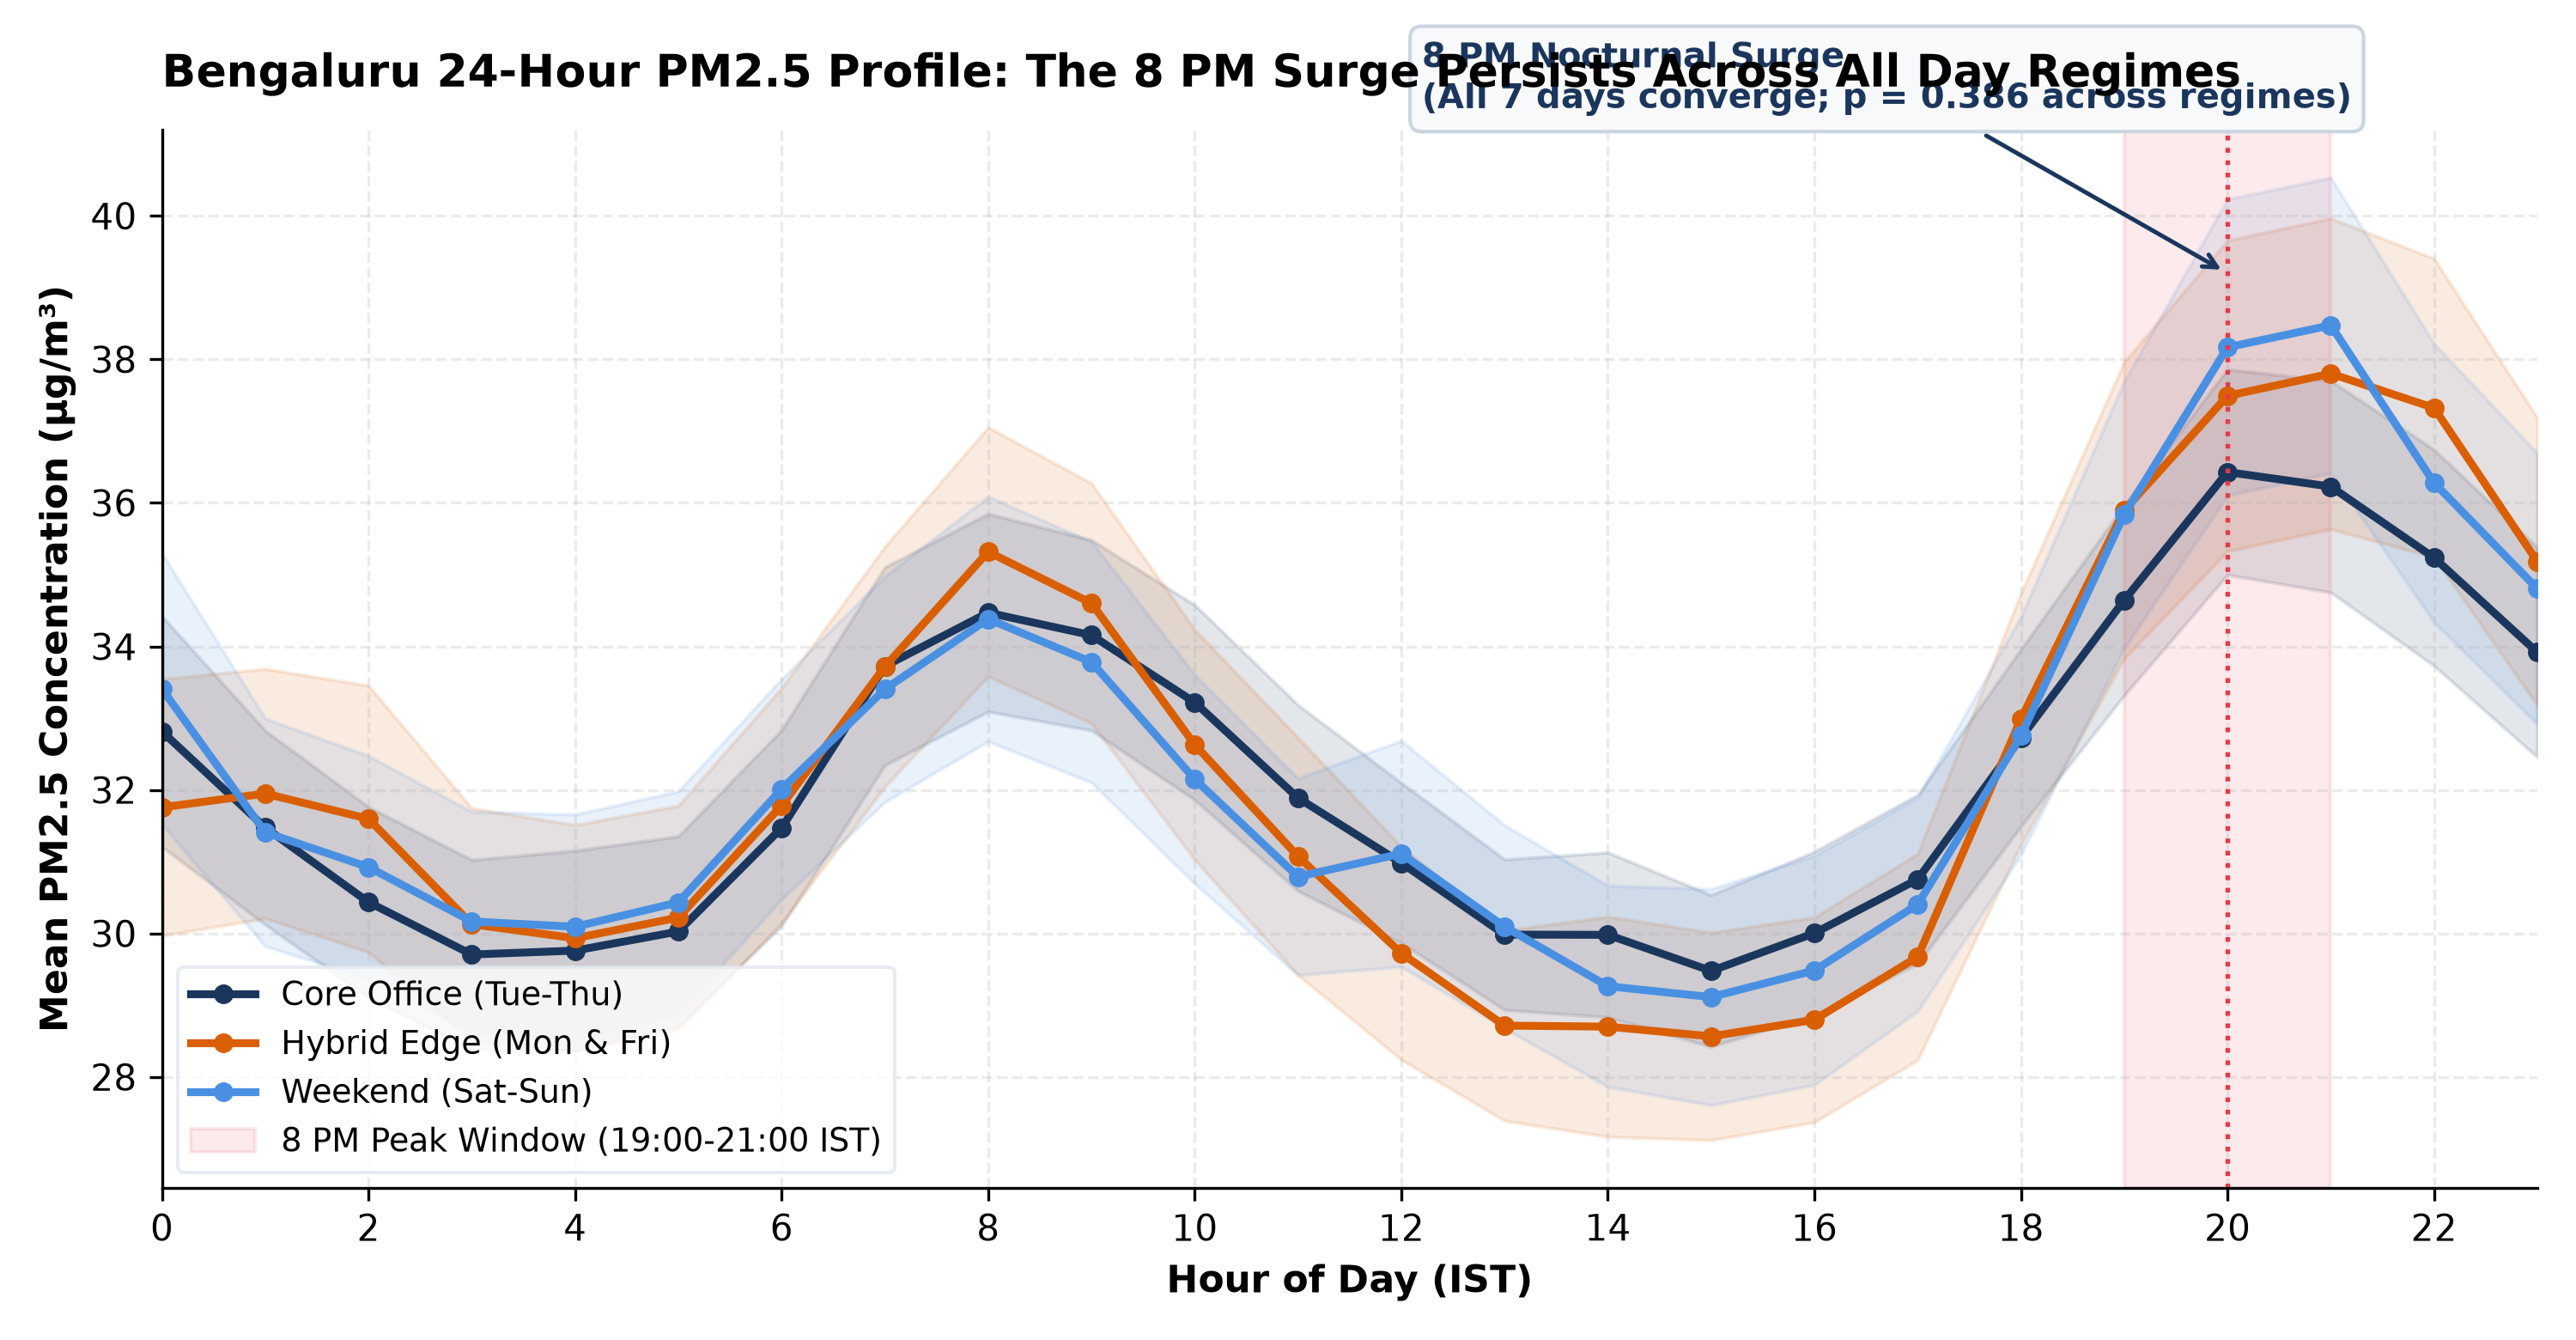 Bengaluru 24-Hour PM2.5 Profile: The 8 PM Surge Persists Across All Day Regimes
8 PM Nocturnal Surge
(All 7 days converge; p = 0.386 across regimes)
Mean PM2.5 Concentration (µg/m³)
40
38
36
34
32
30
28
Core Office (Tue-Thu)
Hybrid Edge (Mon & Fri)
Weekend (Sat-Sun)
8 PM Peak Window (19:00-21:00 IST)
0 2 4 6 8 10 12 14 16 18 20 22
Hour of Day (IST)